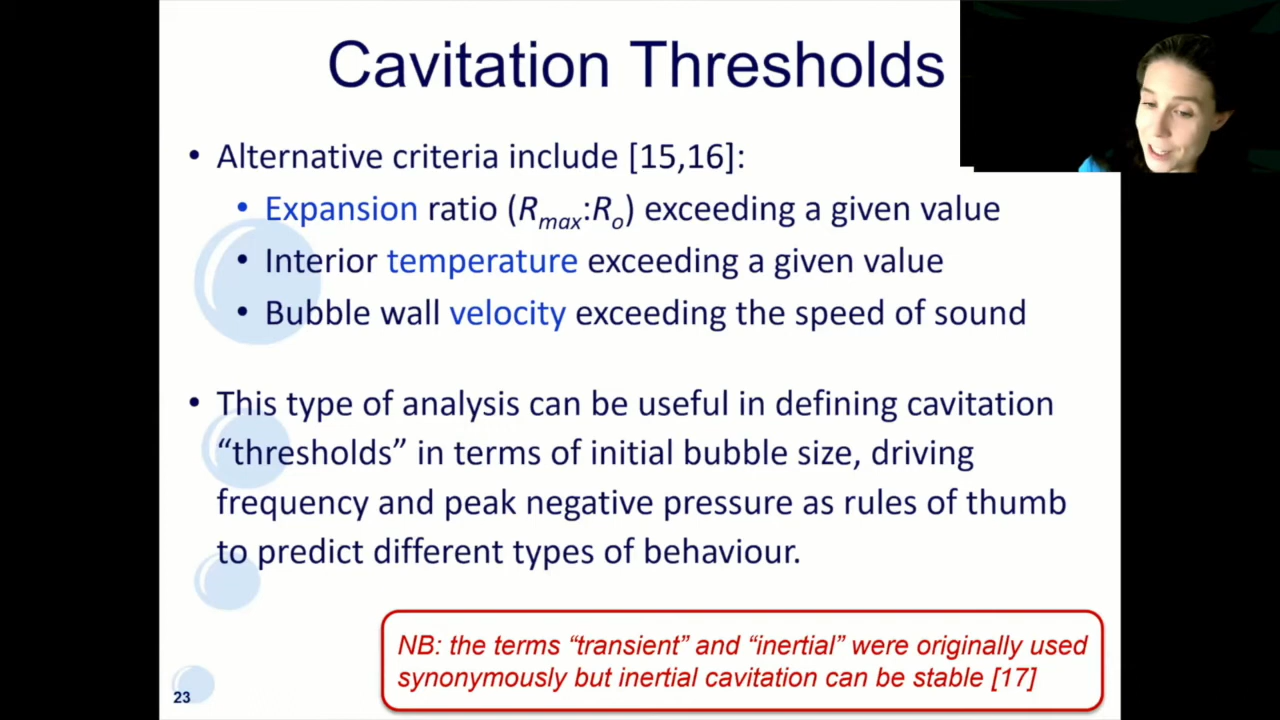 Cavitation Thresholds
• Alternative criteria include [15,16]:
• Expansion ratio (Rmax:Ro) exceeding a given value
• Interior temperature exceeding a given value
• Bubble wall velocity exceeding the speed of sound
• This type of analysis can be useful in defining cavitation
“thresholds” in terms of initial bubble size, driving
frequency and peak negative pressure as rules of thumb
to predict different types of behaviour.
NB: the terms “transient” and “inertial” were originally used
synonymously but inertial cavitation can be stable [17]
23